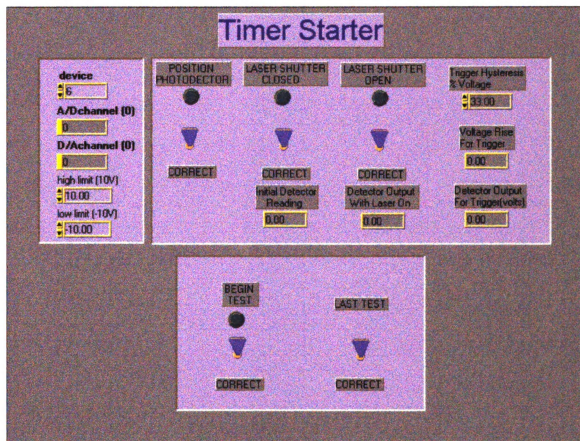 Timer Starter
device
6
A/Dchannel (0)
0
D/Achannel (0)
0
high limit (10V)
10.00
low limit (-10V)
-10.00
POSITION
PHOTODECTOR
CORRECT
LASER SHUTTER
CLOSED
CORRECT
Initial Detector
Reading
0.00
LASER SHUTTER
OPEN
CORRECT
Detector Output
With Laser On
0.00
Trigger Hysteresis
% Voltage
33.00
Voltage Rise
For Trigger
0.00
Detector Output
For Trigger(volts)
0.00
BEGIN
TEST
CORRECT
LAST TEST
CORRECT